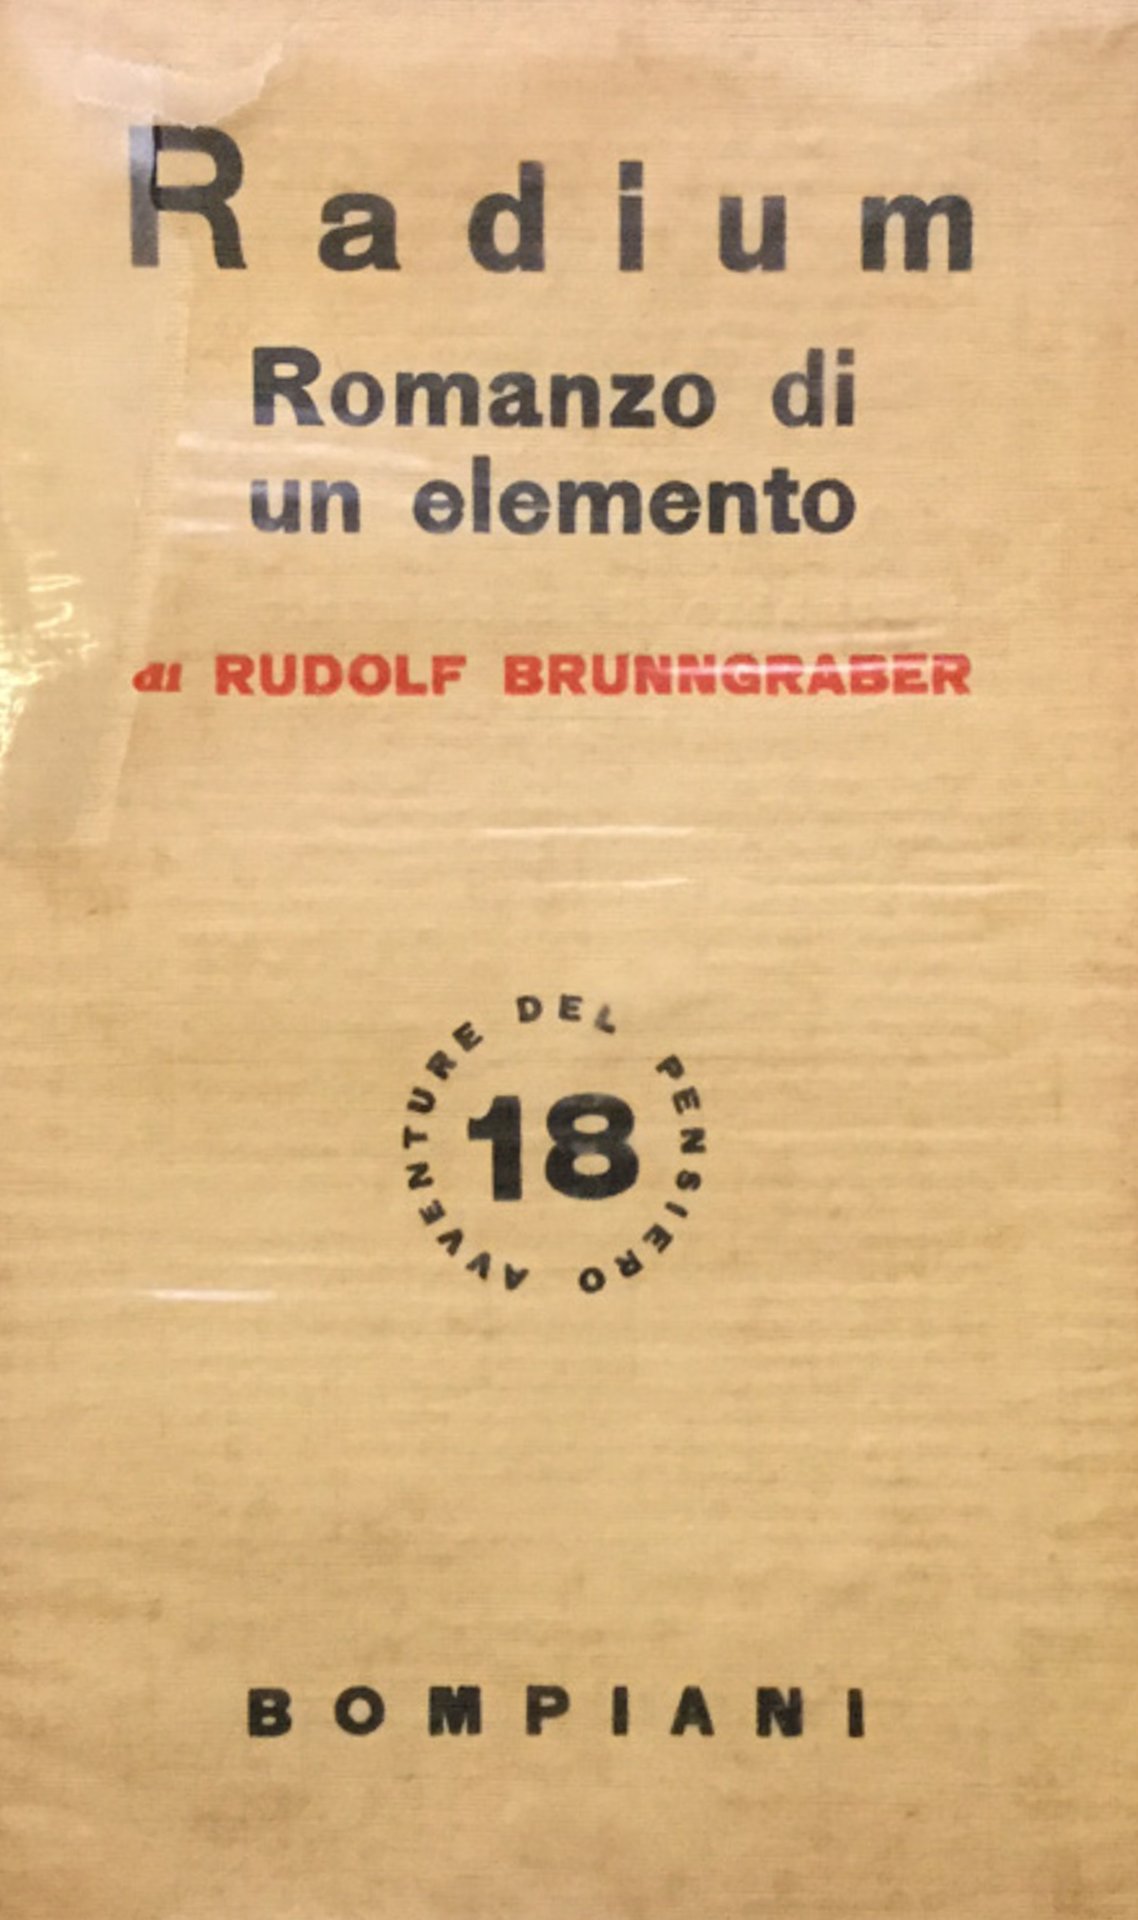 Radium
Romanzo di
un elemento
di RUDOLF BRUNNGRABER
AVVENTURE DEL PENSIERO
18
BOMPIANI